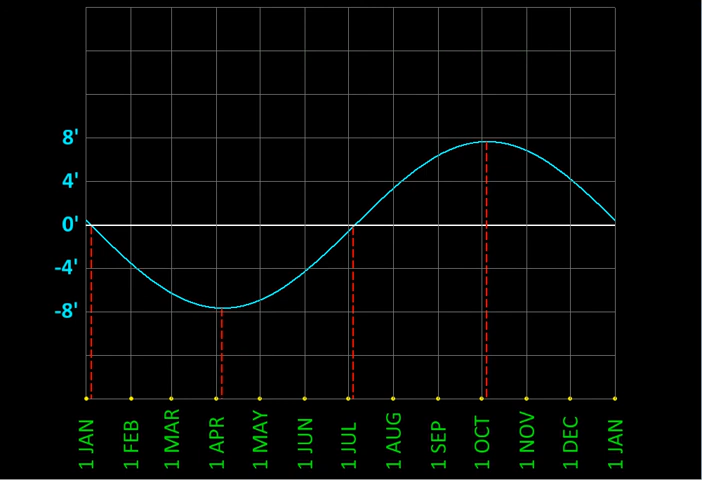 8'
4'
0'
-4'
-8'
1 JAN
1 FEB
1 MAR
1 APR
1 MAY
1 JUN
1 JUL
1 AUG
1 SEP
1 OCT
1 NOV
1 DEC
1 JAN